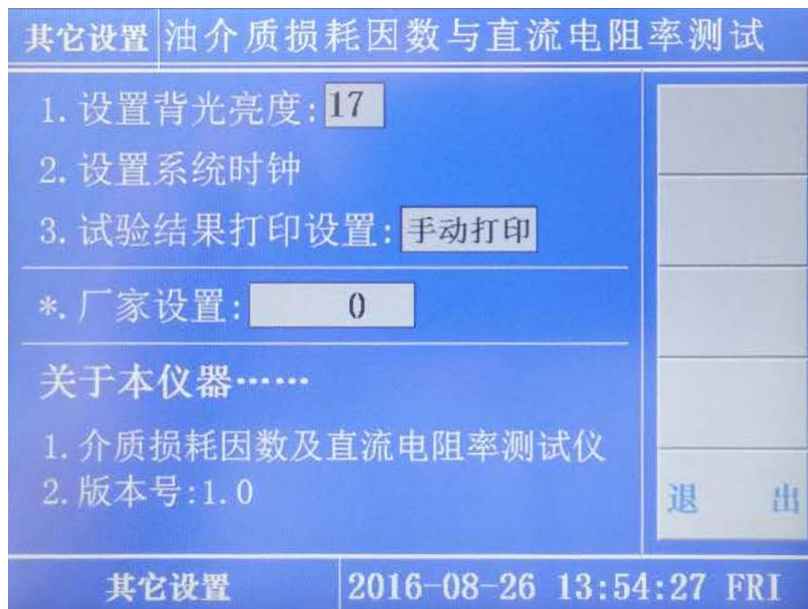 其它设置 油介质损耗因数与直流电阻率测试
1. 设置背光亮度: 17
2. 设置系统时钟
3. 试验结果打印设置: 手动打印
*. 厂家设置: 0
关于本仪器……
1. 介质损耗因数及直流电阻率测试仪
2. 版本号:1.0
退 出
其它设置 2016-08-26 13:54:27 FRI